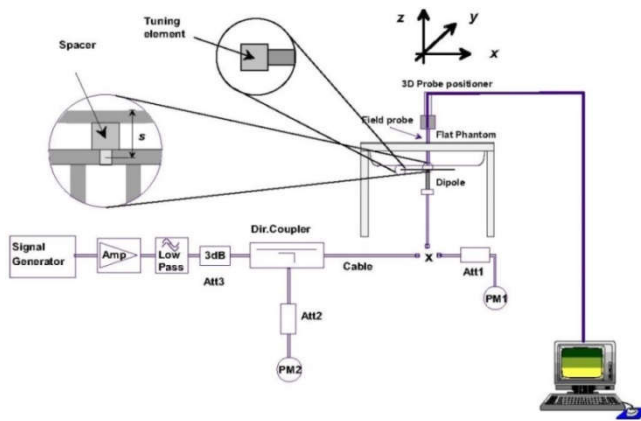 Spacer
s
Tuning
element
z
y
x
3D Probe positioner
Field probe
Flat Phantom
Dipole
Signal
Generator
Amp
Low
Pass
3dB
Att3
Dir.Coupler
Cable
x
Att1
PM1
Att2
PM2